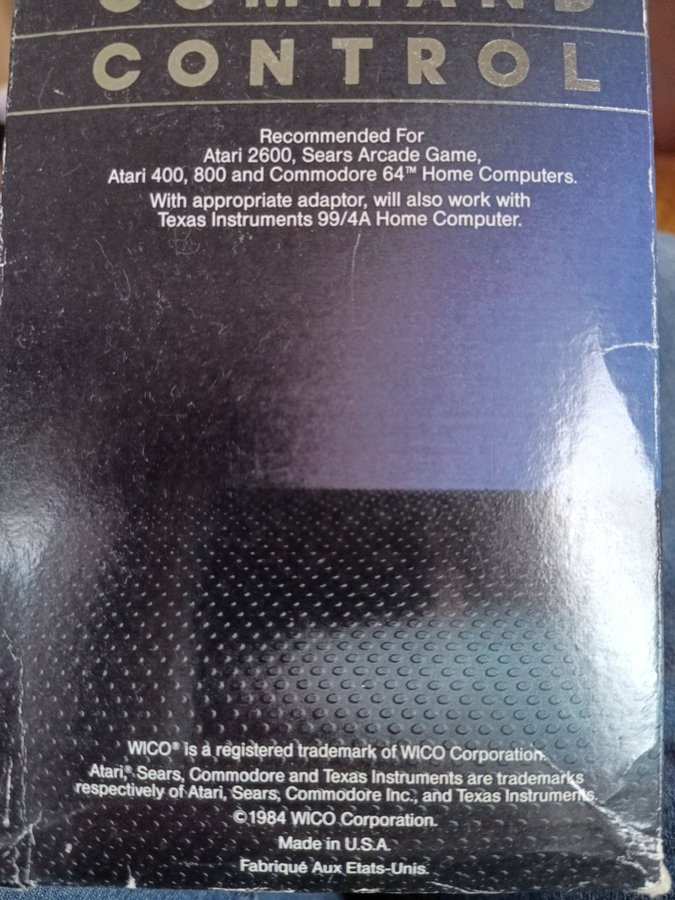 COMMAND
CONTROL
Recommended For
Atari 2600, Sears Arcade Game,
Atari 400, 800 and Commodore 64™ Home Computers.
With appropriate adaptor, will also work with
Texas Instruments 99/4A Home Computer.
WICO® is a registered trademark of WICO Corporation.
Atari,® Sears, Commodore and Texas Instruments are trademarks
respectively of Atari, Sears, Commodore Inc., and Texas Instruments.
©1984 WICO Corporation.
Made in U.S.A.
Fabriqué Aux Etats-Unis.